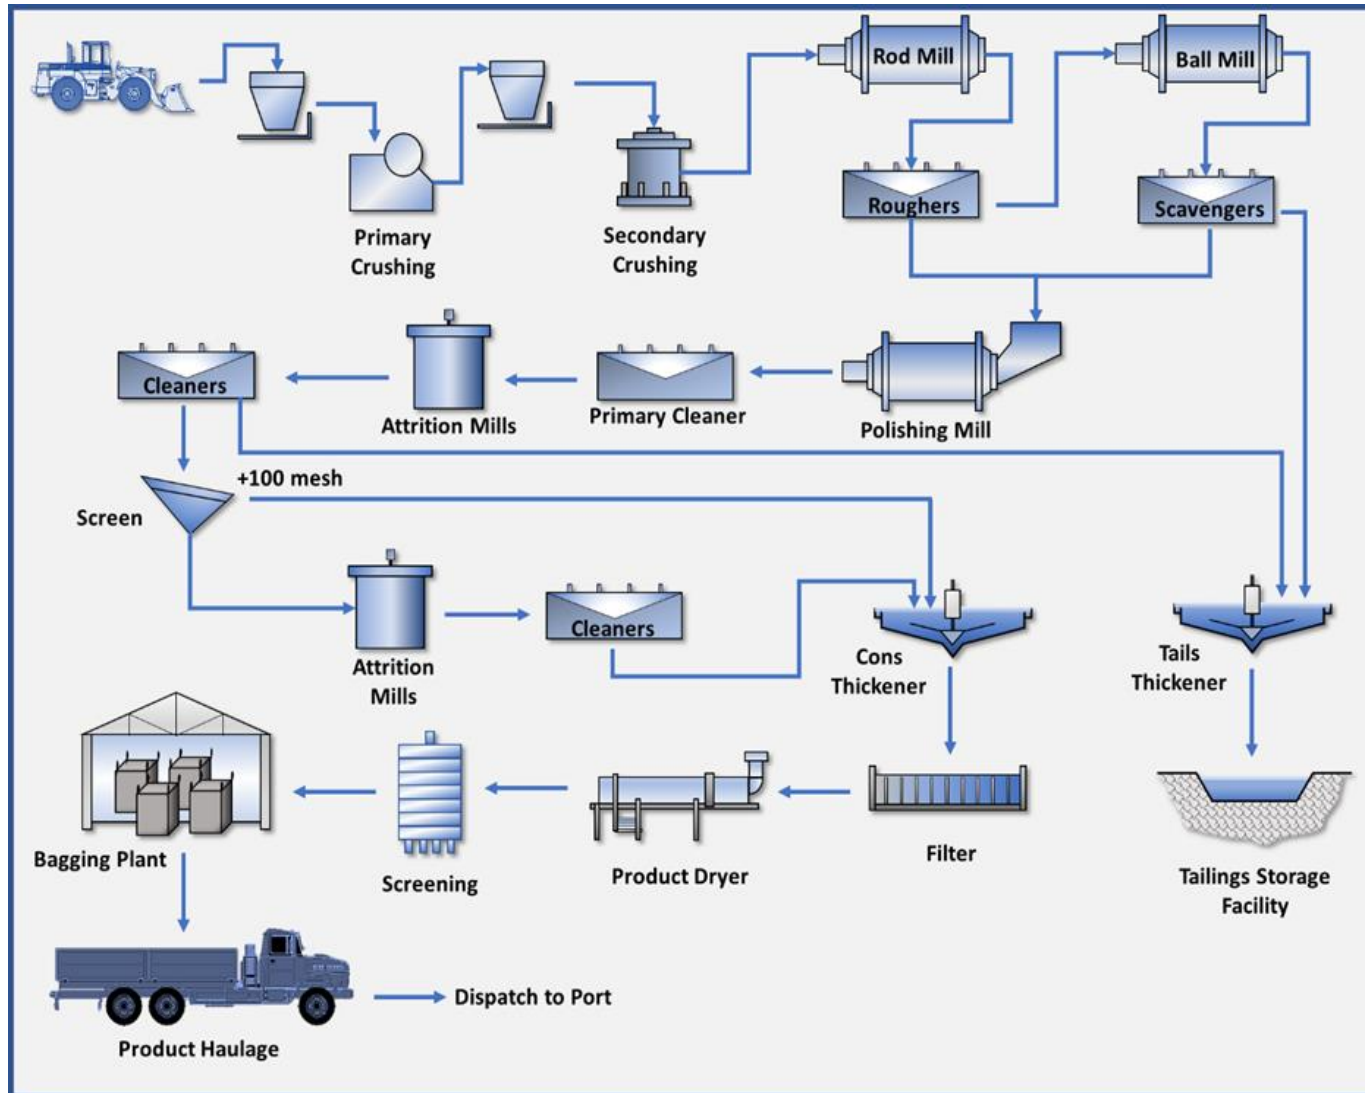 Rod Mill
Ball Mill
Roughers
Scavengers
Primary
Crushing
Secondary
Crushing
Cleaners
Attrition Mills
Primary Cleaner
Polishing Mill
+100 mesh
Screen
Attrition
Mills
Cleaners
Cons
Thickener
Tails
Thickener
Bagging Plant
Screening
Product Dryer
Filter
Tailings Storage
Facility
Dispatch to Port
Product Haulage